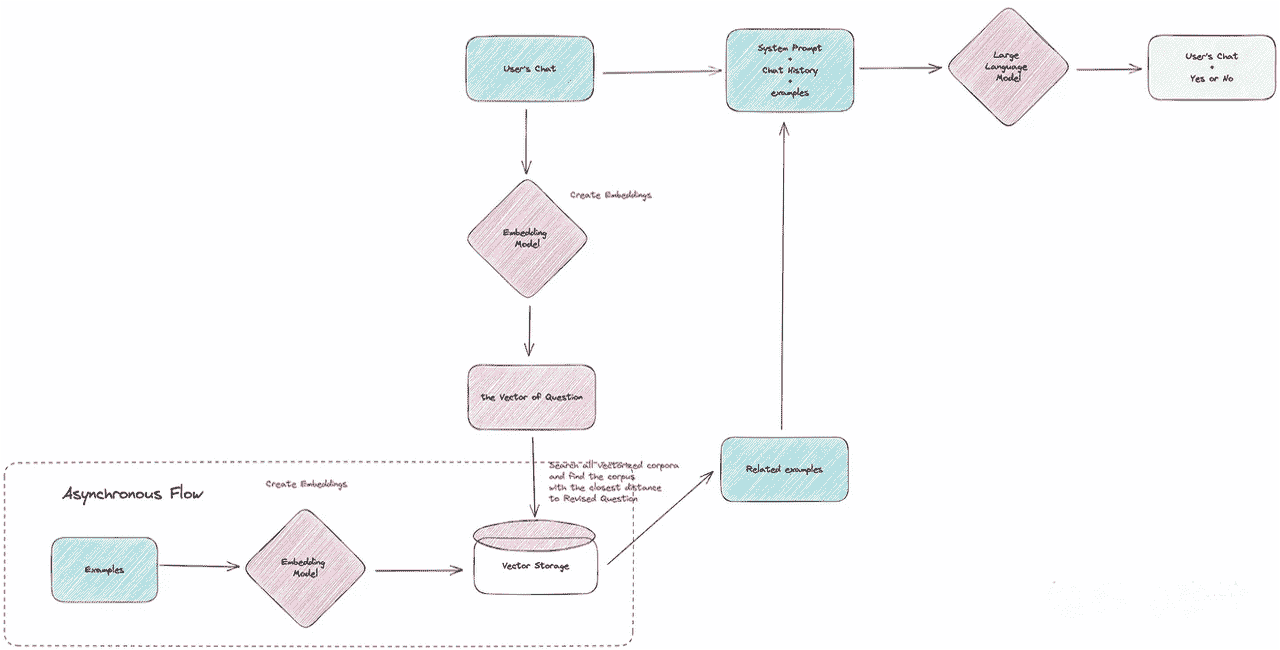 User's Chat
System Prompt
+
Chat History
+
examples
Large
Language
Model
User's Chat
+
Yes or No
Create Embeddings
Embedding
Model
the Vector of Question
Search all vectorized corpora
and find the corpus
with the closest distance
to Revised Question
Related examples
Asynchronous Flow
Create Embeddings
Examples
Embedding
Model
Vector Storage